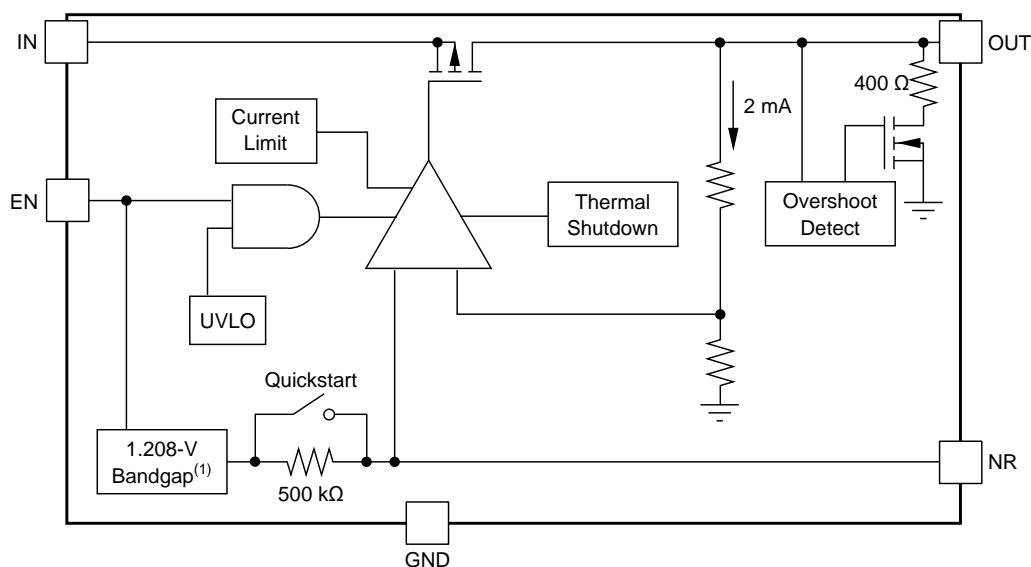 IN
OUT
400 Ω
2 mA
Current
Limit
EN
Thermal
Shutdown
Overshoot
Detect
UVLO
Quickstart
1.208-V
Bandgap(1)
500 kΩ
NR
GND